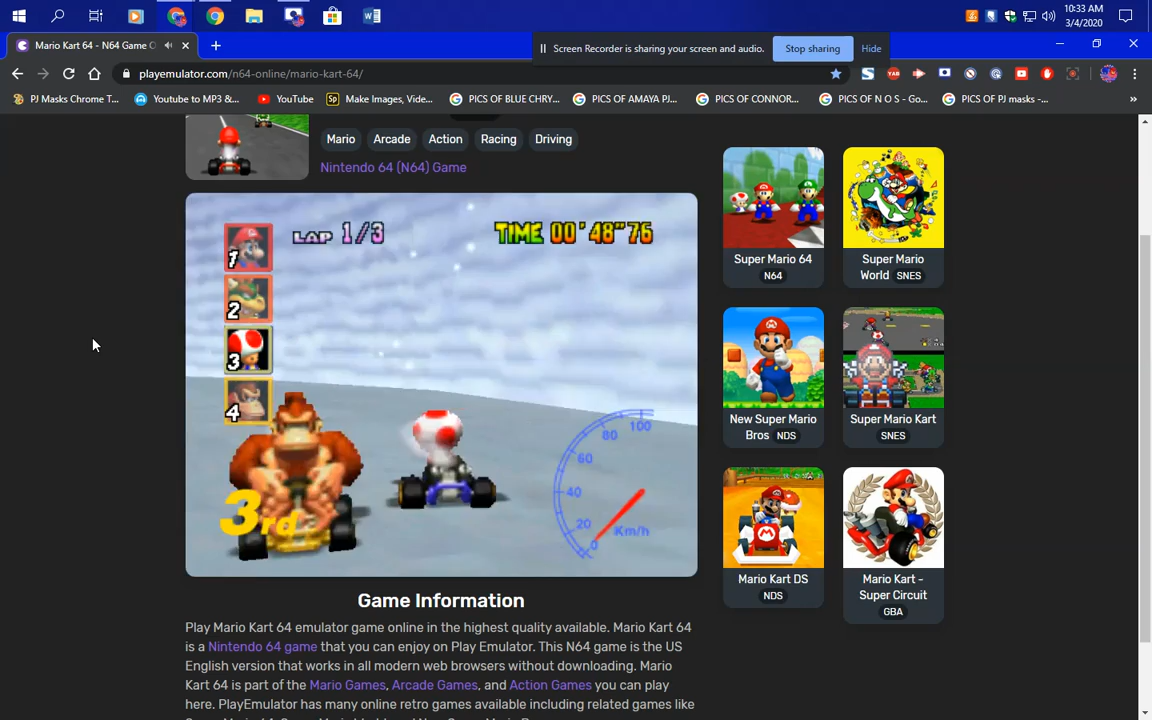 10:33 AM
3/4/2020
Mario Kart 64 - N64 Game O
Screen Recorder is sharing your screen and audio.
Stop sharing
Hide
playemulator.com/n64-online/mario-kart-64/
PJ Masks Chrome T...
Youtube to MP3 &...
YouTube
Sp
Make Images, Vide...
PICS OF BLUE CHRY...
PICS OF AMAYA PJ...
PICS OF CONNOR...
PICS OF N O S - Go...
PICS OF PJ masks -...
Mario
Arcade
Action
Racing
Driving
Nintendo 64 (N64) Game
LAP 1/3
TIME 00'48"76
1
2
3
4
3rd
100
80
60
40
20
0
Km/h
Super Mario 64
N64
Super Mario
World SNES
New Super Mario
Bros NDS
Super Mario Kart
SNES
Mario Kart DS
NDS
Mario Kart -
Super Circuit
GBA
Game Information
Play Mario Kart 64 emulator game online in the highest quality available. Mario Kart 64
is a Nintendo 64 game that you can enjoy on Play Emulator. This N64 game is the US
English version that works in all modern web browsers without downloading. Mario
Kart 64 is part of the Mario Games, Arcade Games, and Action Games you can play
here. PlayEmulator has many online retro games available including related games like